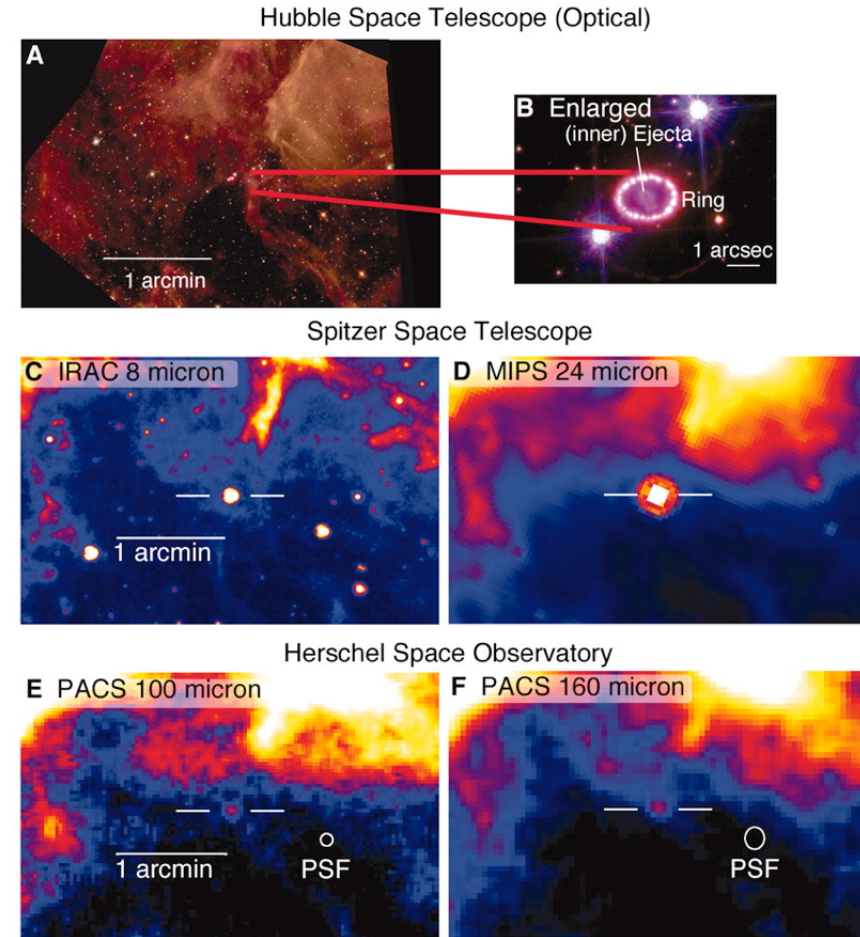 Hubble Space Telescope (Optical)
A
1 arcmin
B Enlarged
(inner) Ejecta
Ring
1 arcsec
Spitzer Space Telescope
C IRAC 8 micron
1 arcmin
D MIPS 24 micron
Herschel Space Observatory
E PACS 100 micron
1 arcmin
PSF
F PACS 160 micron
PSF